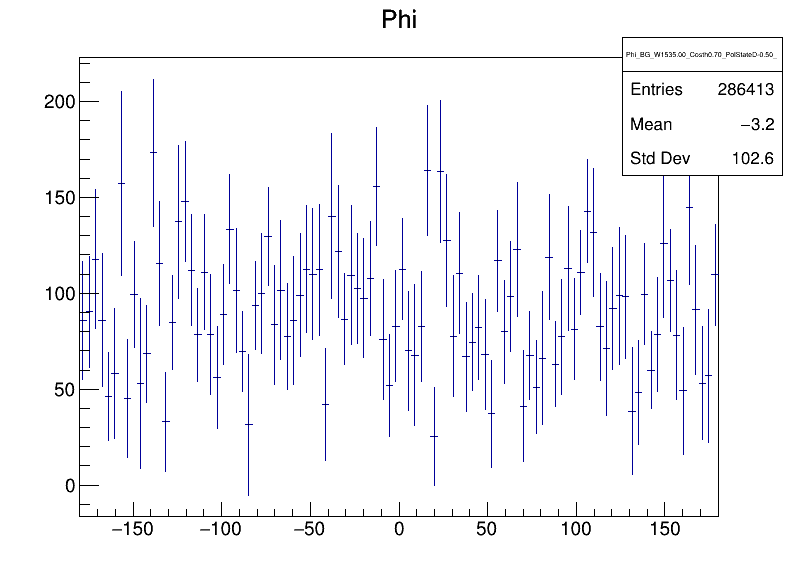 Phi
Phi_BG_W1535.00_Costh0.70_PolStateD-0.50_
Entries 286413
Mean −3.2
Std Dev 102.6
200
150
100
50
0
−150 −100 −50 0 50 100 150